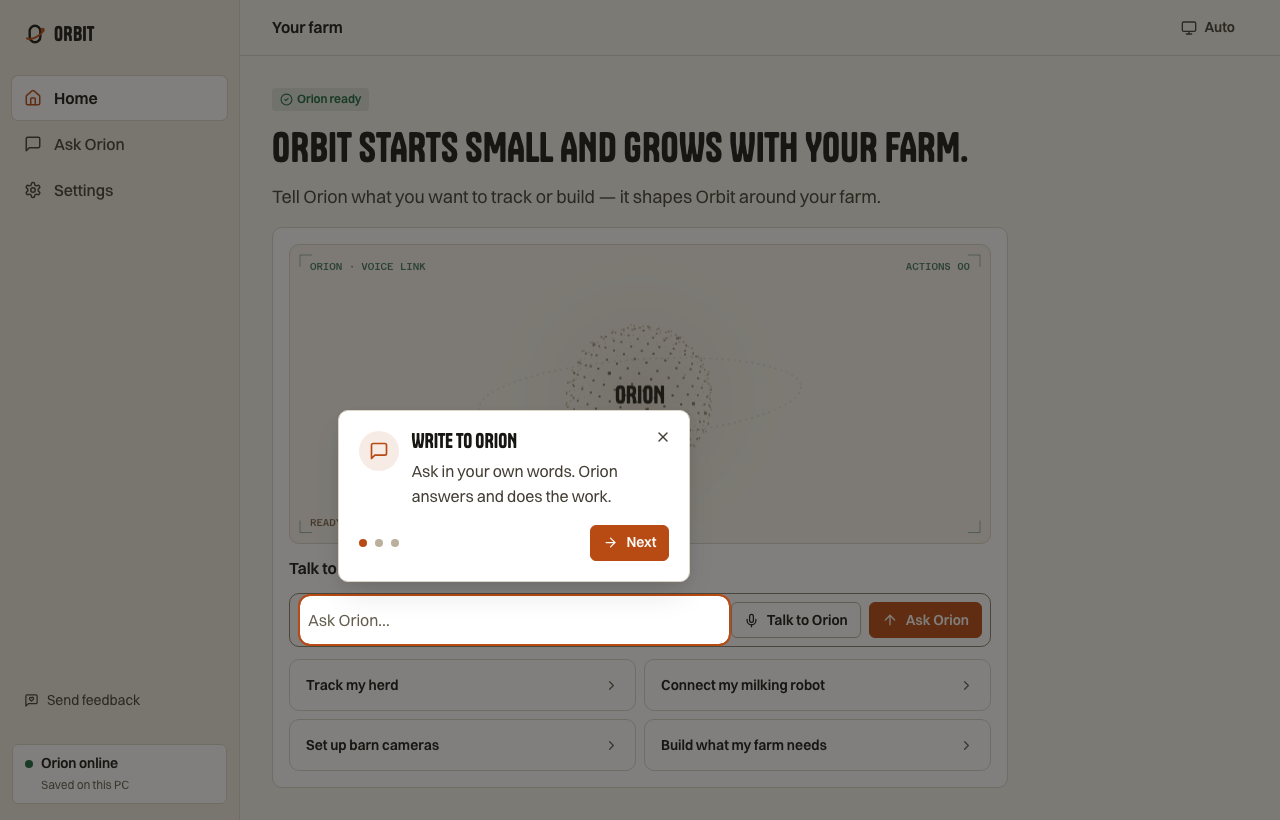 ORBIT
Your farm
Auto
Home
Ask Orion
Settings
Orion ready
ORBIT STARTS SMALL AND GROWS WITH YOUR FARM.
Tell Orion what you want to track or build — it shapes Orbit around your farm.
ORION · VOICE LINK
ACTIONS 00
ORION
WRITE TO ORION
Ask in your own words. Orion
answers and does the work.
READY
Next
Talk to
Ask Orion...
Talk to Orion
Ask Orion
Track my herd
Connect my milking robot
Set up barn cameras
Build what my farm needs
Send feedback
Orion online
Saved on this PC